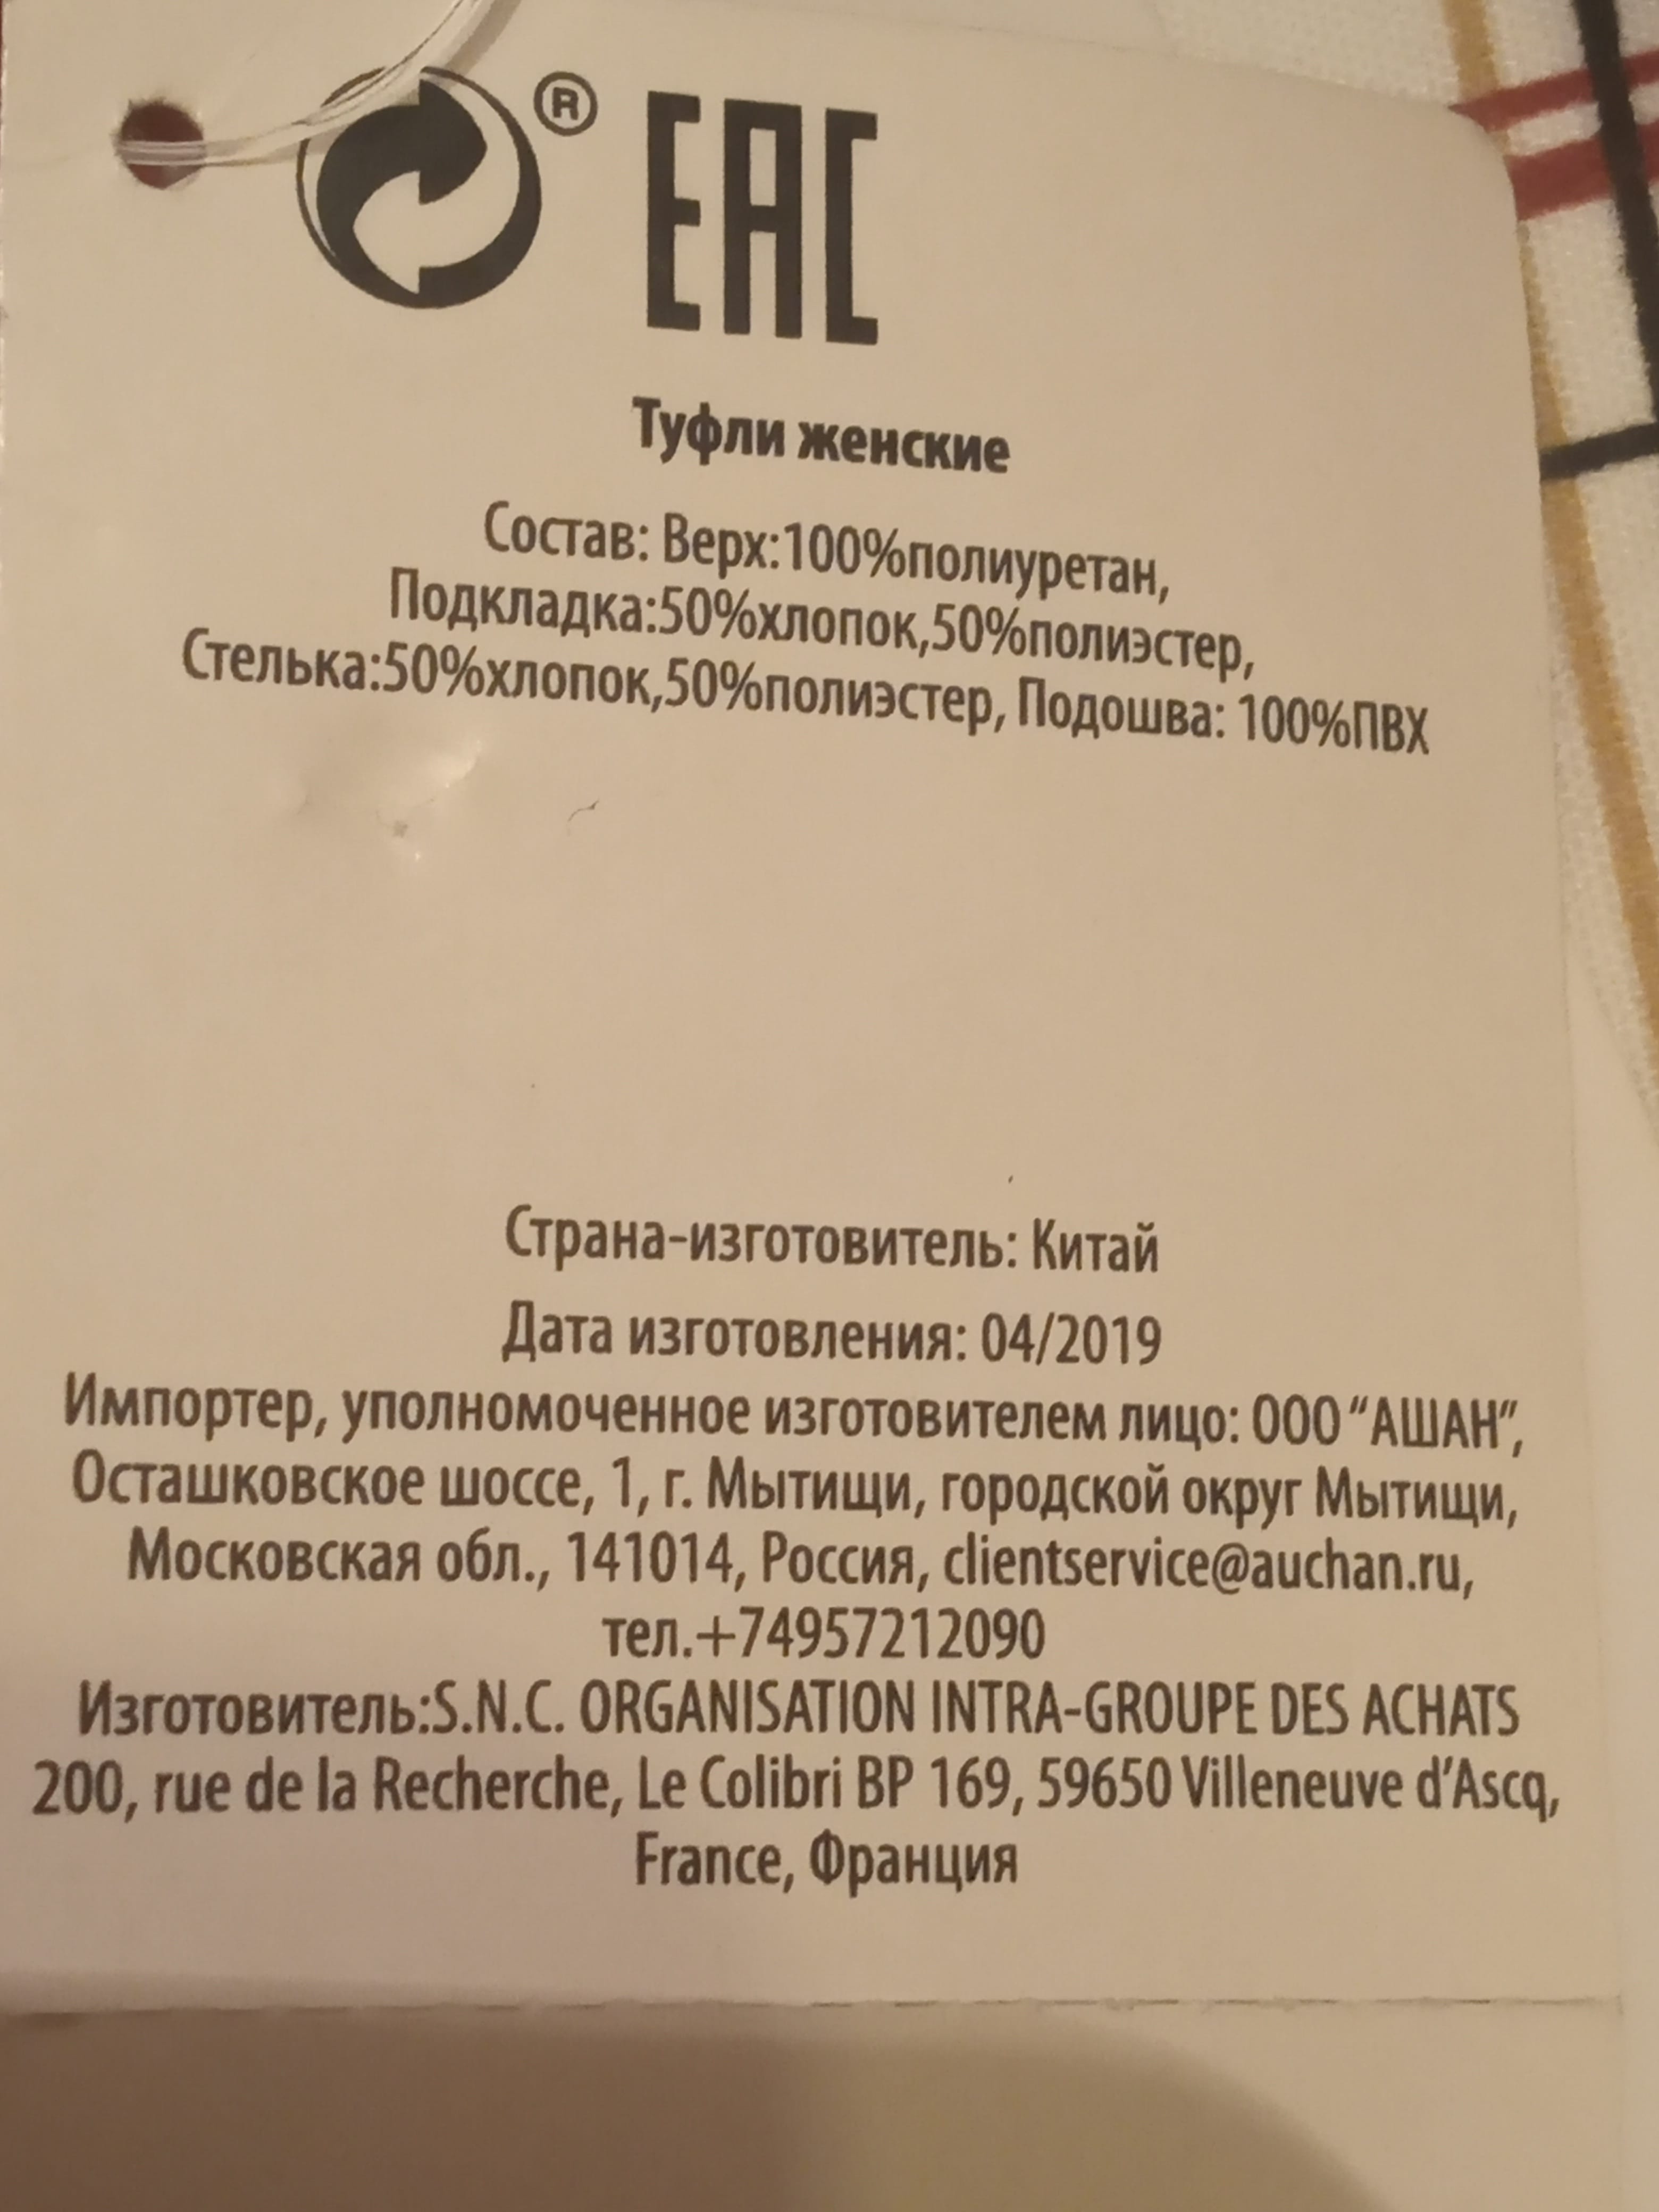 ® EAC
Туфли женские
Состав: Верх:100%полиуретан,
Подкладка:50%хлопок,50%полиэстер,
Стелька:50%хлопок,50%полиэстер, Подошва: 100%ПВХ
Страна-изготовитель: Китай
Дата изготовления: 04/2019
Импортер, уполномоченное изготовителем лицо: ООО “АШАН”,
Осташковское шоссе, 1, г. Мытищи, городской округ Мытищи,
Московская обл., 141014, Россия, clientservice@auchan.ru,
тел.+74957212090
Изготовитель:S.N.C. ORGANISATION INTRA-GROUPE DES ACHATS
200, rue de la Recherche, Le Colibri BP 169, 59650 Villeneuve d’Ascq,
France, Франция